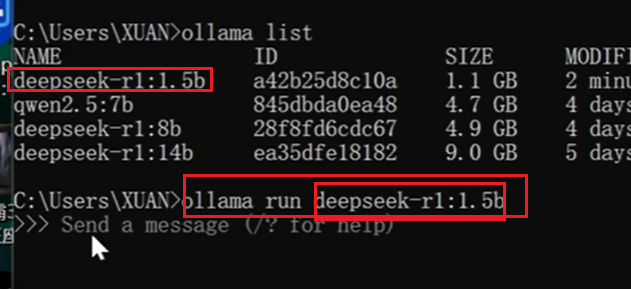 C:\Users\XUAN>ollama list
NAME ID SIZE MODIFI
deepseek-r1:1.5b a42b25d8c10a 1.1 GB 2 minu
qwen2.5:7b 845dbda0ea48 4.7 GB 4 days
deepseek-r1:8b 28f8fd6cdc67 4.9 GB 4 days
deepseek-r1:14b ea35dfe18182 9.0 GB 5 days
C:\Users\XUAN>ollama run deepseek-r1:1.5b
>>> Send a message (/? for help)